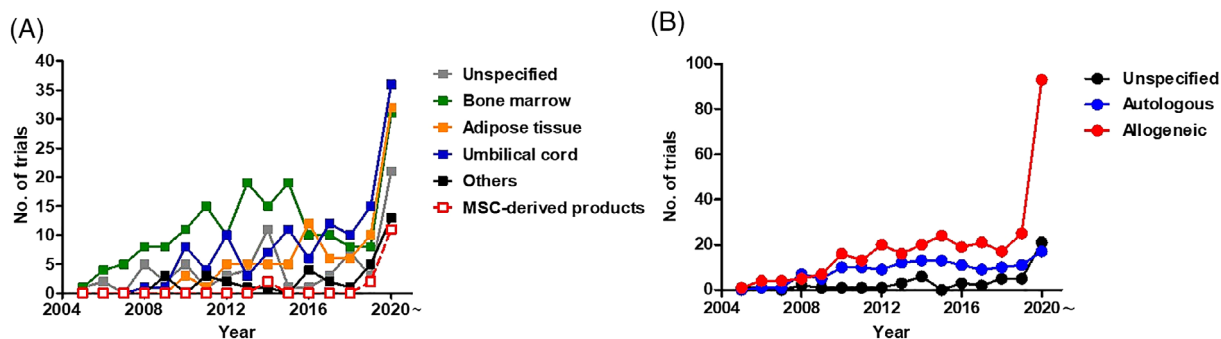 (A)
No. of trials
40
35
30
25
20
15
10
5
0
2004
2008
2012
2016
2020~
Year
Unspecified
Bone marrow
Adipose tissue
Umbilical cord
Others
MSC-derived products
(B)
No. of trials
100
80
60
40
20
0
2004
2008
2012
2016
2020~
Year
Unspecified
Autologous
Allogeneic